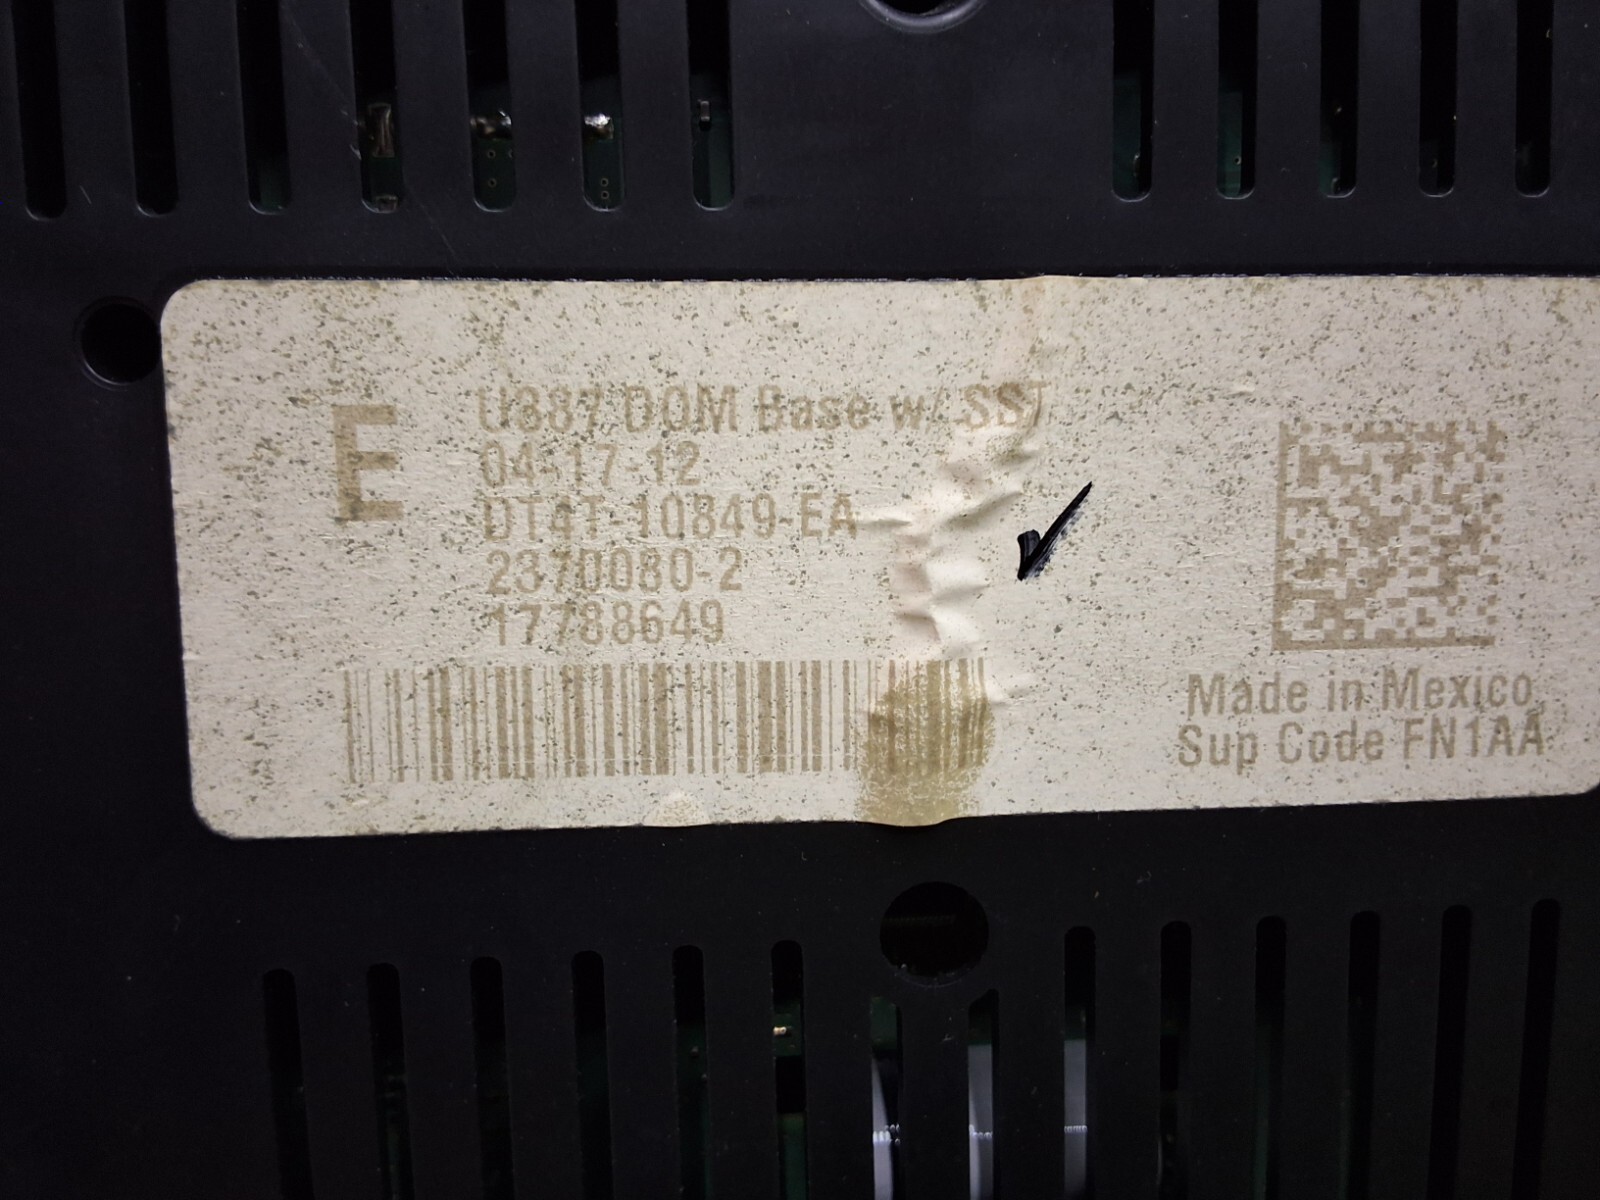 E
U387 DOM Base w/ SST
04-17-12
DT4T-10849-EA
2370080-2
17788649
Made in Mexico
Sup Code FN1AA